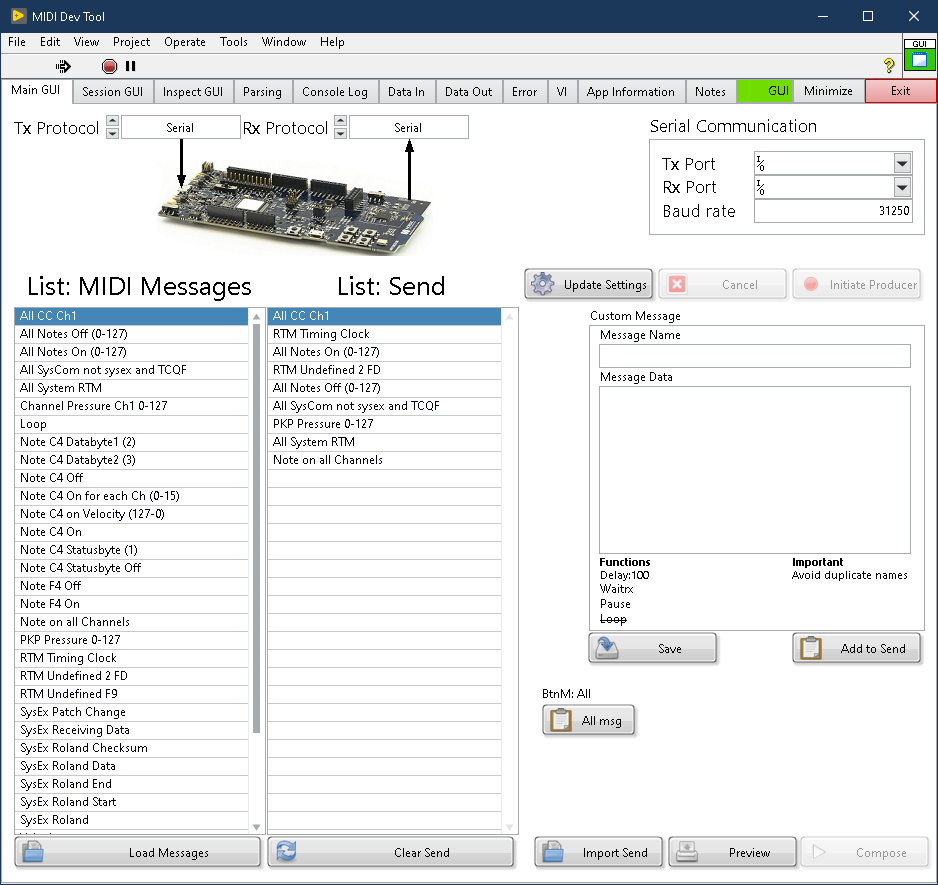 MIDI Dev Tool
File Edit View Project Operate Tools Window Help
GUI
Main GUI Session GUI Inspect GUI Parsing Console Log Data In Data Out Error VI App Information Notes GUI Minimize Exit
Tx Protocol Serial Rx Protocol Serial
Serial Communication
Tx Port
Rx Port
Baud rate 31250
List: MIDI Messages
List: Send
Update Settings Cancel Initiate Producer
All CC Ch1
All Notes Off (0-127)
All Notes On (0-127)
All SysCom not sysex and TCQF
All System RTM
Channel Pressure Ch1 0-127
Loop
Note C4 Databyte1 (2)
Note C4 Databyte2 (3)
Note C4 Off
Note C4 On for each Ch (0-15)
Note C4 on Velocity (127-0)
Note C4 On
Note C4 Statusbyte (1)
Note C4 Statusbyte Off
Note F4 Off
Note F4 On
Note on all Channels
PKP Pressure 0-127
RTM Timing Clock
RTM Undefined 2 FD
RTM Undefined F9
SysEx Patch Change
SysEx Receiving Data
SysEx Roland Checksum
SysEx Roland Data
SysEx Roland End
SysEx Roland Start
SysEx Roland
All CC Ch1
RTM Timing Clock
All Notes On (0-127)
RTM Undefined 2 FD
All Notes Off (0-127)
All SysCom not sysex and TCQF
PKP Pressure 0-127
All System RTM
Note on all Channels
Custom Message
Message Name
Message Data
Functions
Delay:100
Waitrx
Pause
Loop
Important
Avoid duplicate names
Save Add to Send
BtnM: All
All msg
Load Messages Clear Send Import Send Preview Compose